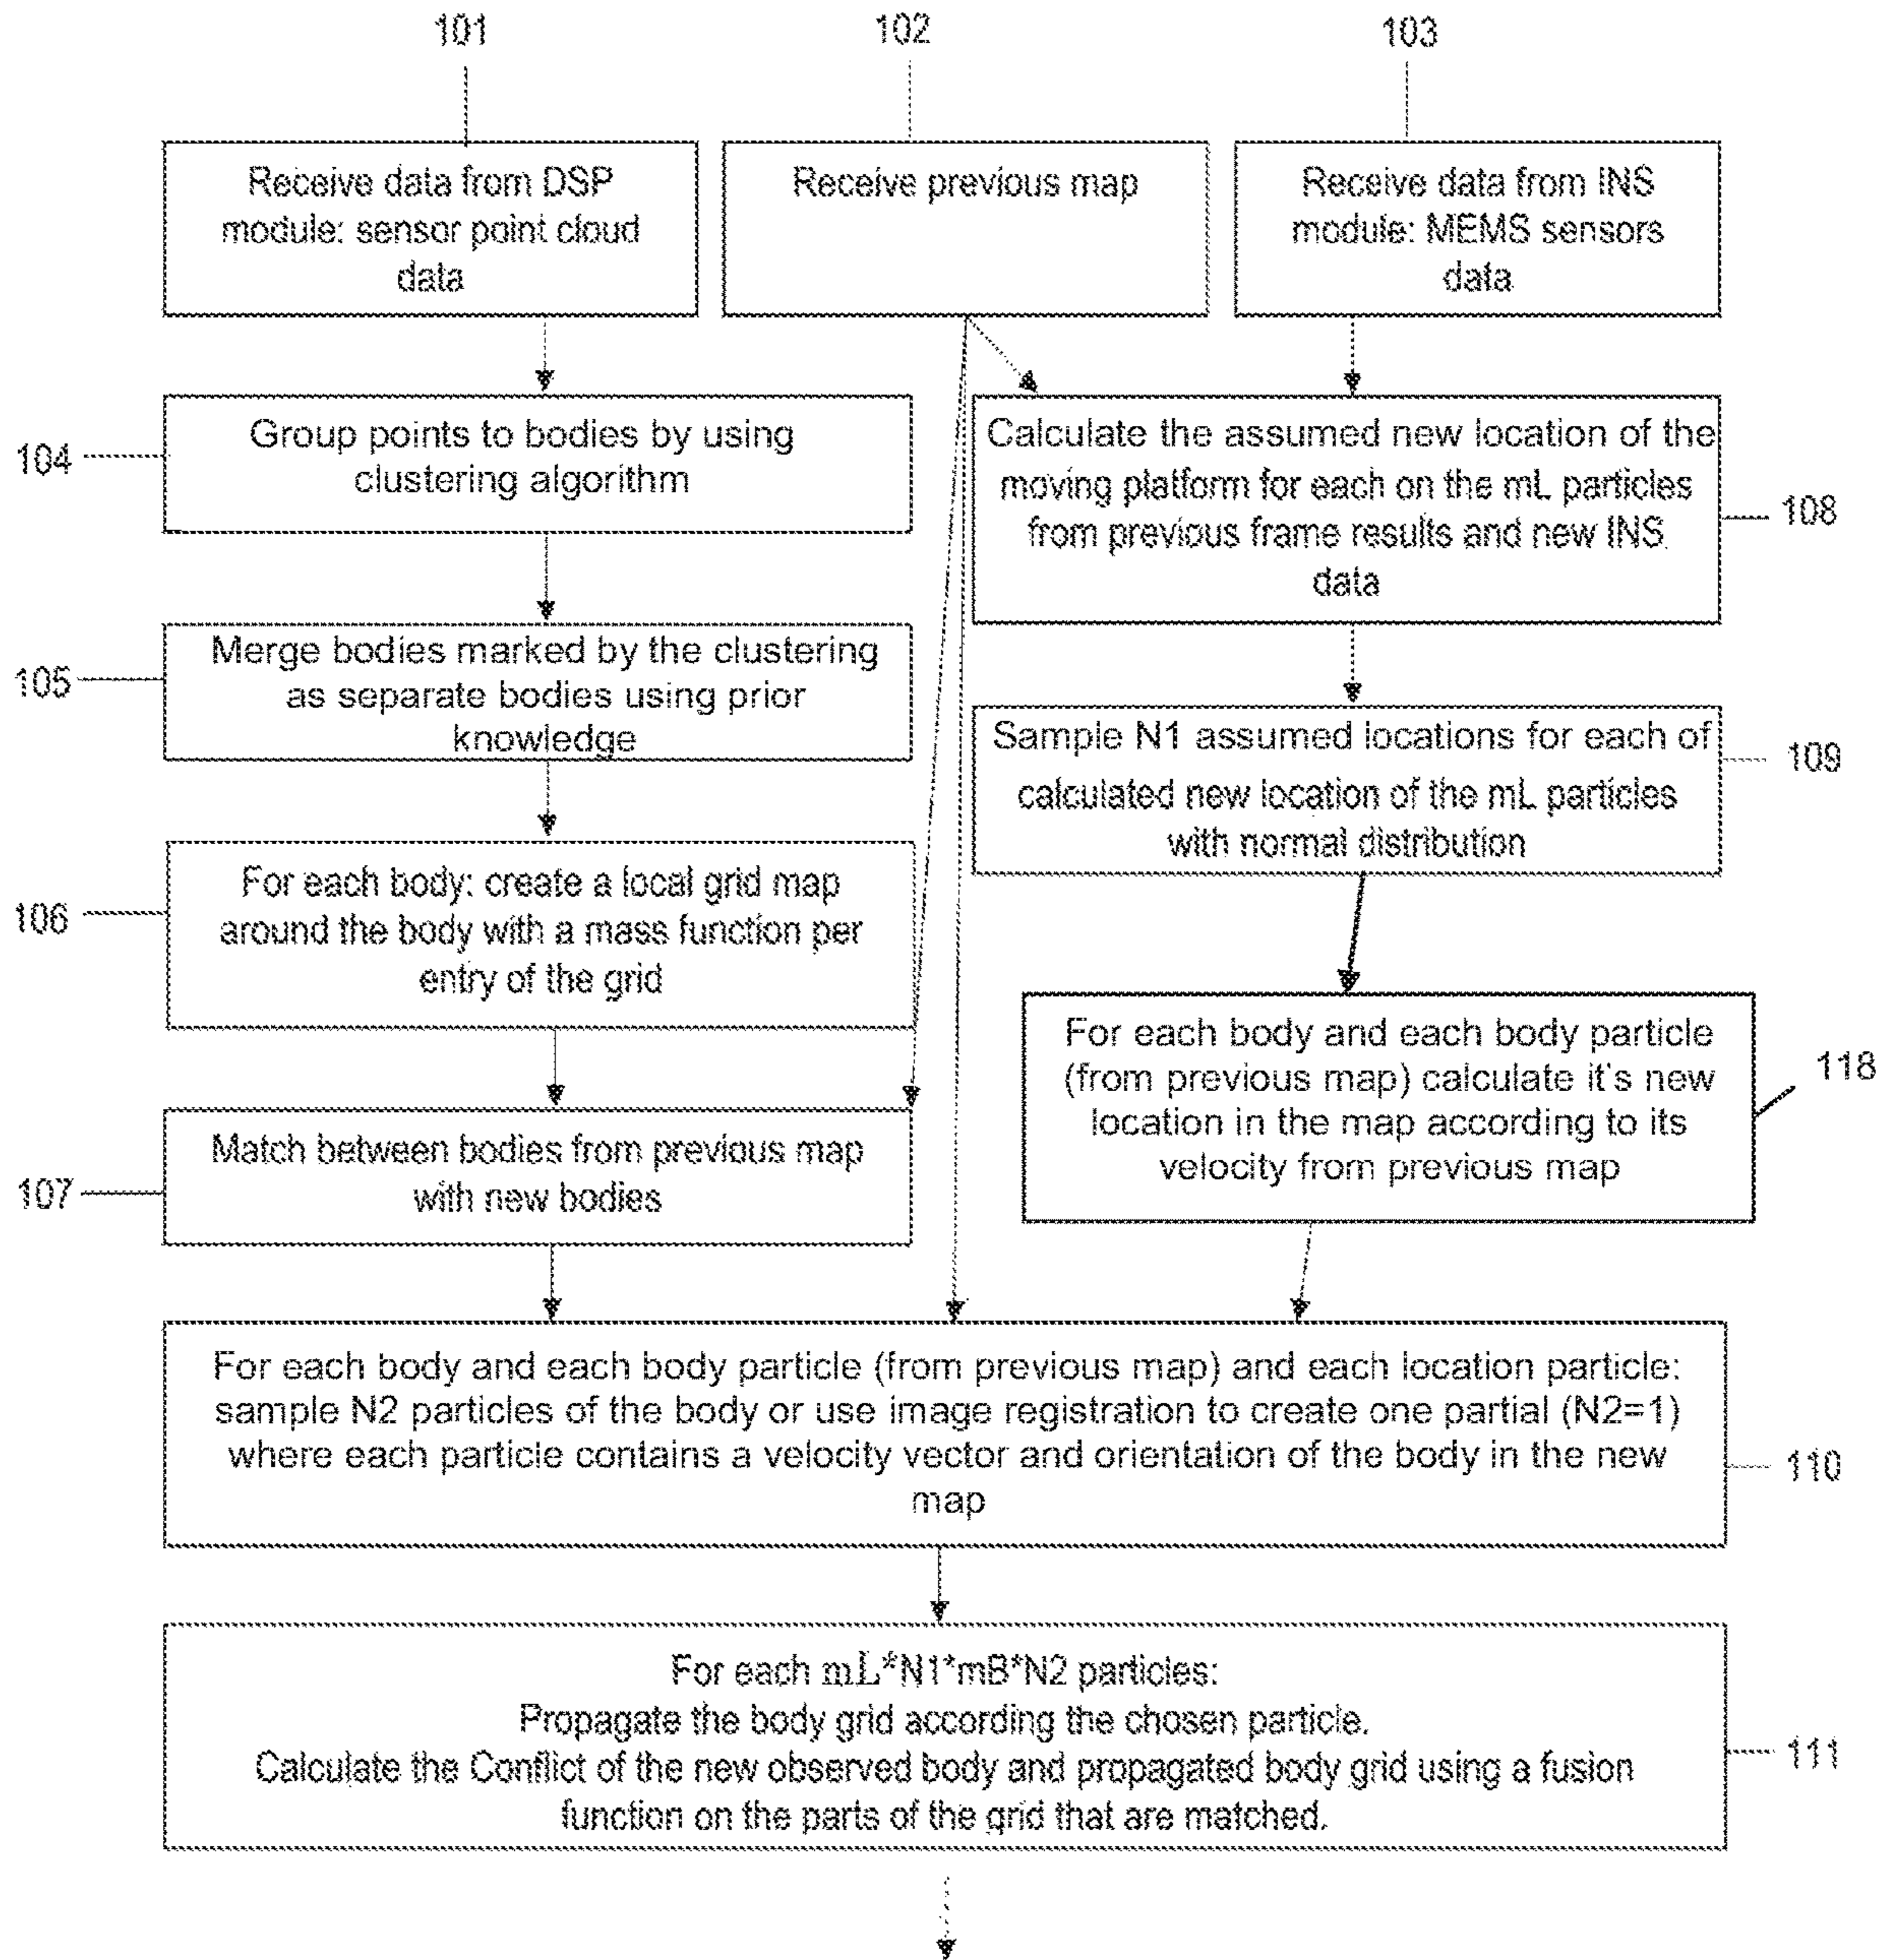 101
102
103
Receive data from DSP
module: sensor point cloud
data
Receive previous map
Receive data from INS
module: MEMS sensors
data
104
Group points to bodies by using
clustering algorithm
Calculate the assumed new location of the
moving platform for each on the mL particles
from previous frame results and new INS
data
108
105
Merge bodies marked by the clustering
as separate bodies using prior
knowledge
Sample N1 assumed locations for each of
calculated new location of the mL particles
with normal distribution
109
106
For each body: create a local grid map
around the body with a mass function per
entry of the grid
For each body and each body particle
(from previous map) calculate it's new
location in the map according to its
velocity from previous map
118
107
Match between bodies from previous map
with new bodies
For each body and each body particle (from previous map) and each location particle:
sample N2 particles of the body or use image registration to create one partial (N2=1)
where each particle contains a velocity vector and orientation of the body in the new
map
110
For each mL*N1*mB*N2 particles:
Propagate the body grid according the chosen particle.
Calculate the Conflict of the new observed body and propagated body grid using a fusion
function on the parts of the grid that are matched.
111